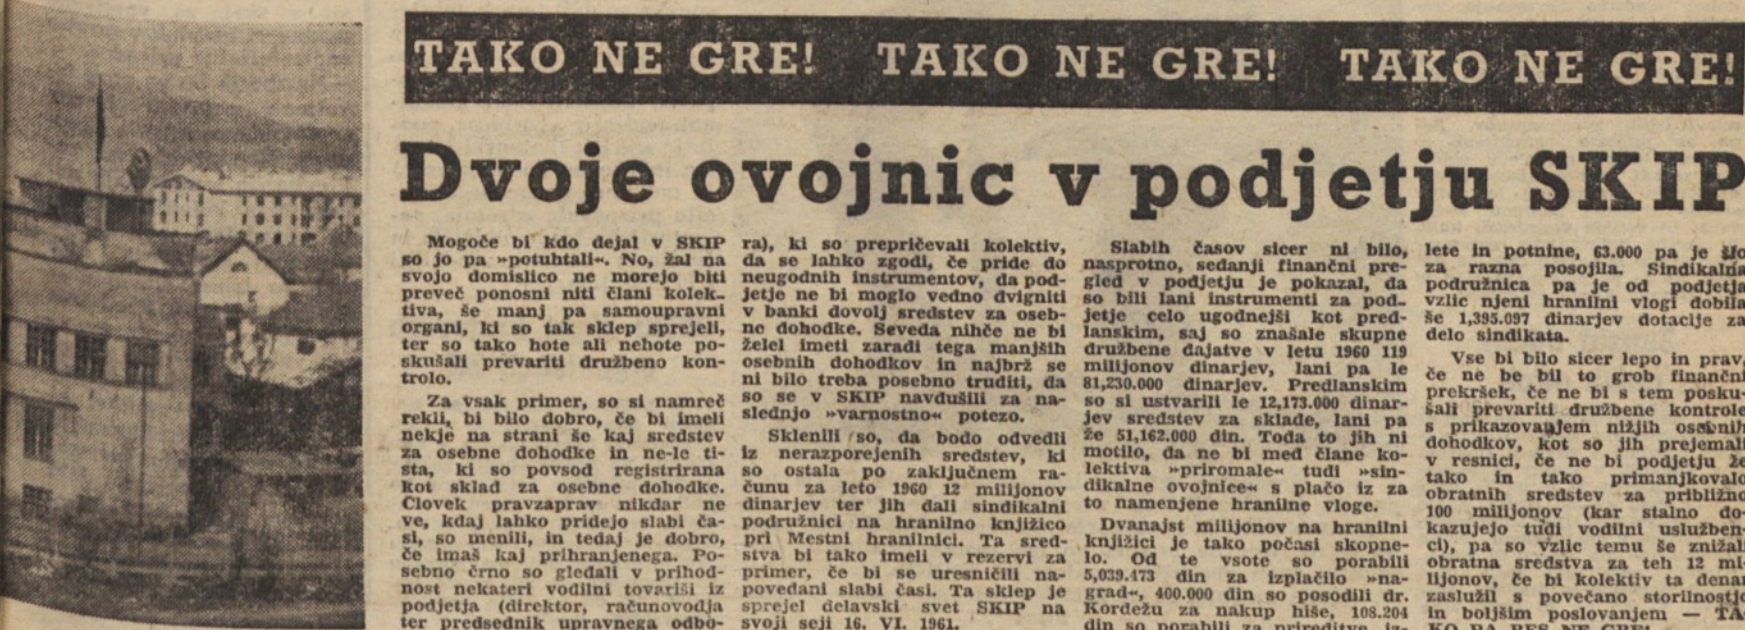 TAKO NE GRE! TAKO NE GRE! TAKO NE GRE!
Dvoje ovojnic v podjetju SKIP
Mogoče bi kdo dejal v SKIP
so jo pa »potuhtali«. No, žal na
svojo domislico ne morejo biti
preveč ponosni niti člani kolek-
tiva, še manj pa samoupravni
organi, ki so tak sklep sprejeli,
ter so tako hote ali nehote po-
skušali prevariti družbeno kon-
trolo.
Za vsak primer, so si namreč
rekli, bi bilo dobro, če bi imeli
nekje na strani še kaj sredstev
za osebne dohodke in ne-le ti-
sta, ki so povsod registrirana
kot sklad za osebne dohodke.
Clovek pravzaprav nikdar ne
ve, kdaj lahko pridejo slabi ča-
si, so menili, in tedaj je dobro,
če imaš kaj prihranjenega. Po-
sebno črno so gledali v prihod-
nost nekateri vodilni tovariši iz
podjetja (direktor, računovodja
ter predsednik upravnega odbo-
ra), ki so prepričevali kolektiv,
da se lahko zgodi, če pride do
neugodnih instrumentov, da pod-
jetje ne bi moglo vedno dvigniti
v banki dovolj sredstev za oseb-
ne dohodke. Seveda nihče ne bi
želel imeti zaradi tega manjših
osebnih dohodkov in najbrž se
ni bilo treba posebno truditi, da
so se v SKIP navdušili za na-
slednjo »varnostno« potezo.
Sklenili so, da bodo odvedli
iz nerazporejenih sredstev, ki
so ostala po zaključnem ra-
čunu za leto 1960 12 milijonov
dinarjev ter jih dali sindikalni
podružnici na hranilno knjižico
pri Mestni hranilnici. Ta sred-
stva bi tako imeli v rezervi za
primer, če bi se uresničili na-
povedani slabi časi. Ta sklep je
sprejel delavski svet SKIP na
svoji seji 16. VI. 1961.
Slabih časov sicer ni bilo,
nasprotno, sedanji finančni pre-
gled v podjetju je pokazal, da
so bili lani instrumenti za pod-
jetje celo ugodnejši kot pred-
lanskim, saj so znašale skupne
družbene dajatve v letu 1960 119
milijonov dinarjev, lani pa le
81,230.000 dinarjev. Predlanskim
so si ustvarili le 12,173.000 dinar-
jev sredstev za sklade, lani pa
že 51,162.000 din. Toda to jih ni
motilo, da ne bi med člane ko-
lektiva »priromale« tudi »sin-
dikalne ovojnice« s plačo iz za
to namenjene hranilne vloge.
Dvanajst milijonov na hranilni
knjižici je tako počasi skopne-
lo. Od te vsote so porabili
5,039.473 din za izplačilo »na-
grad«, 400.000 din so posodili dr.
Kordežu za nakup hiše, 108.204
din so porabili za prireditve, iz-
lete in potnine, 63.000 pa je šlo
za razna posojila. Sindikalna
podružnica pa je od podjetja
vzlic njeni hranilni vlogi dobila
še 1,395.097 dinarjev dotacije za
delo sindikata.
Vse bi bilo sicer lepo in prav,
če ne be bil to grob finančni
prekršek, če ne bi s tem posku-
šali prevariti družbene kontrole
s prikazovanjem nižjih osebnih
dohodkov, kot so jih prejemali
v resnici, če ne bi podjetju že
tako in tako primanjkovalo
obratnih sredstev za približno
100 milijonov (kar stalno do-
kazujejo tudi vodilni uslužben-
ci), pa so vzlic temu še znižali
obratna sredstva za teh 12 mi-
lijonov, če bi kolektiv ta denar
zaslužil s povečano storilnostjo
in boljšim poslovanjem — TA-
KO PA RES NE GRE!